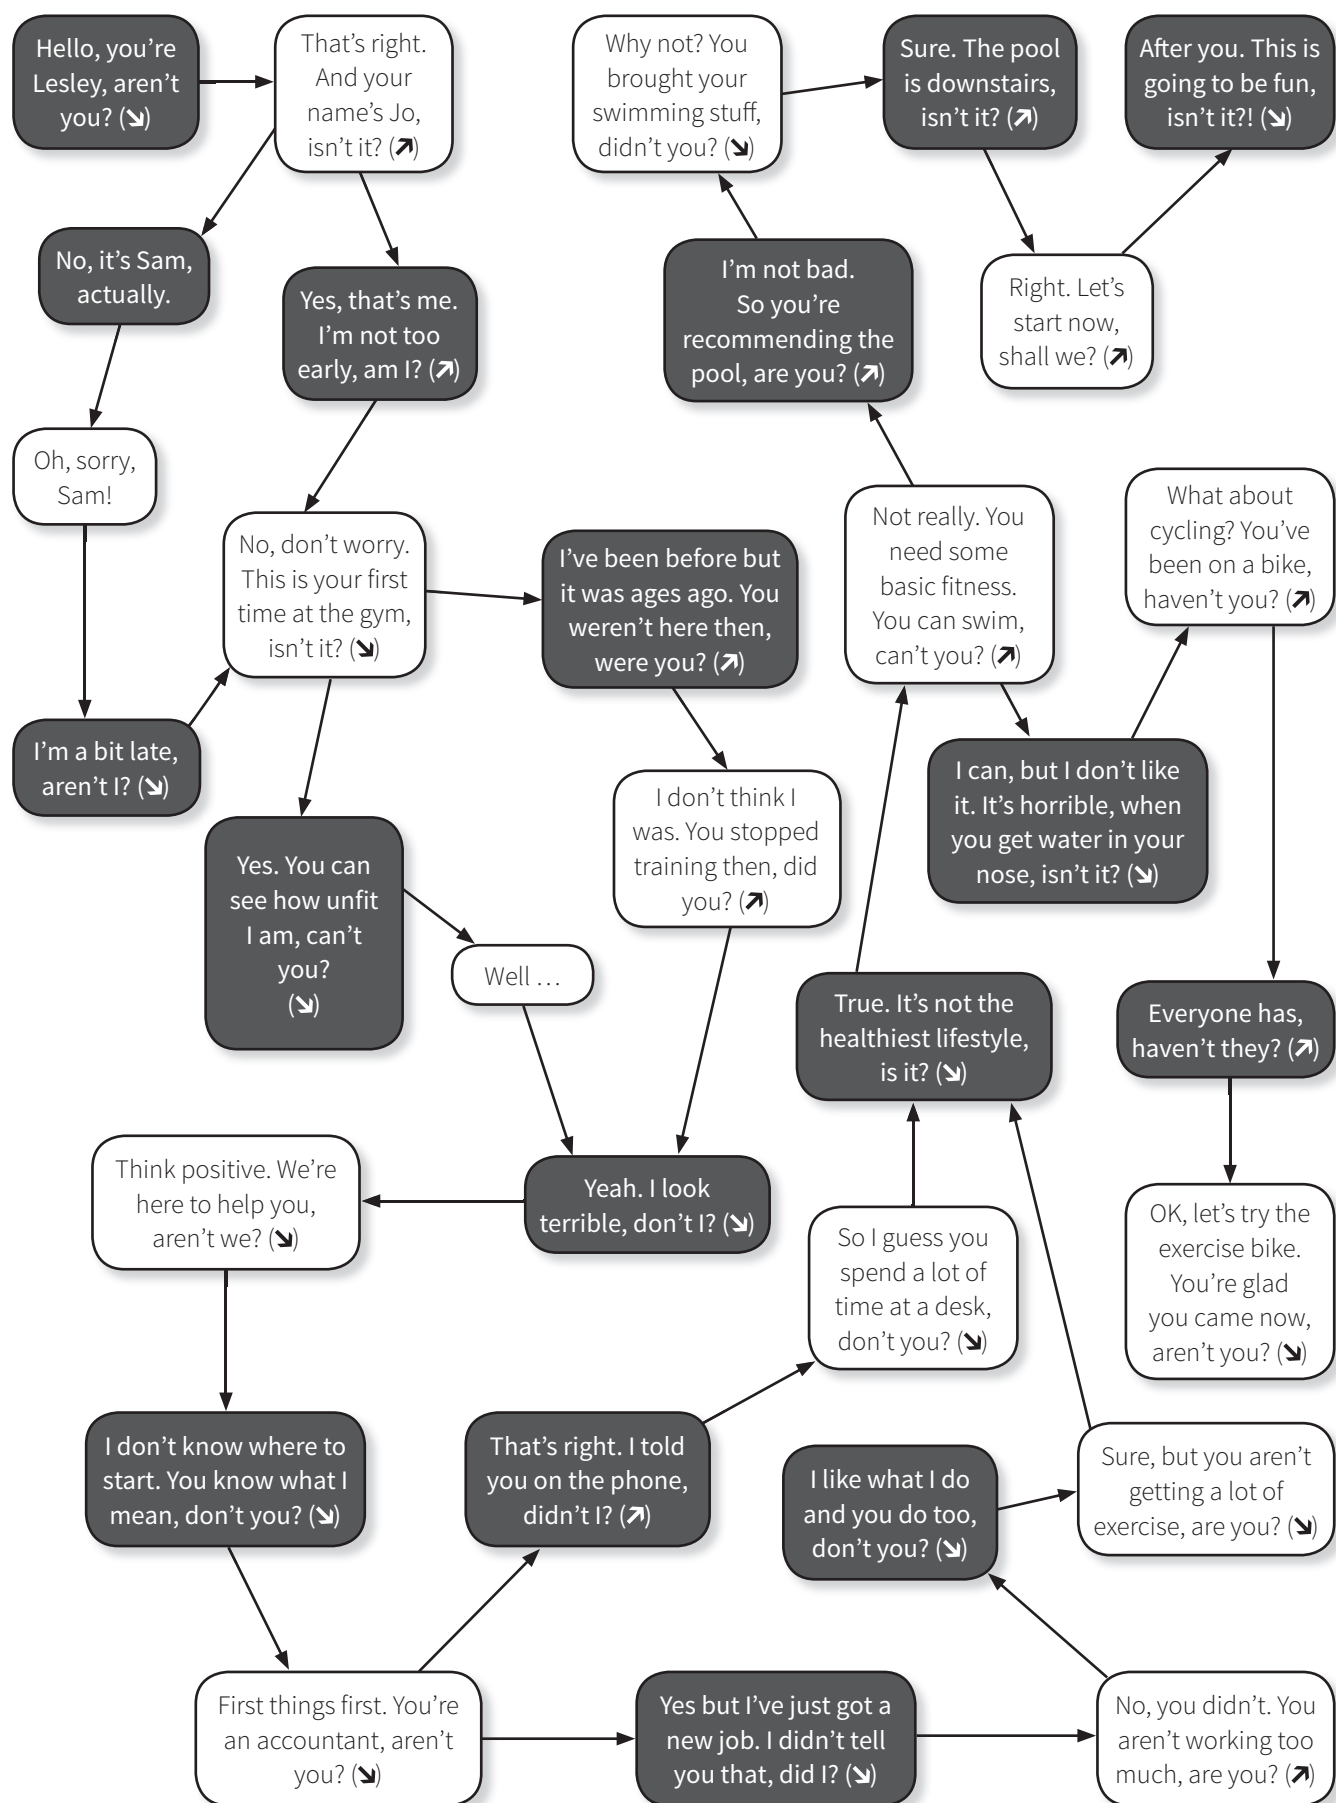 Hello, you're
Lesley, aren't
you? (↘)
That's right.
And your
name's Jo,
isn't it? (↗)
Why not? You
brought your
swimming stuff,
didn't you? (↘)
Sure. The pool
is downstairs,
isn't it? (↗)
After you. This is
going to be fun,
isn't it?! (↘)
No, it's Sam,
actually.
Yes, that's me.
I'm not too
early, am I? (↗)
I'm not bad.
So you're
recommending the
pool, are you? (↗)
Right. Let's
start now,
shall we? (↗)
Oh, sorry,
Sam!
No, don't worry.
This is your first
time at the gym,
isn't it? (↘)
I've been before but
it was ages ago. You
weren't here then,
were you? (↗)
Not really. You
need some
basic fitness.
You can swim,
can't you? (↗)
What about
cycling? You've
been on a bike,
haven't you? (↗)
I'm a bit late,
aren't I? (↘)
I don't think I
was. You stopped
training then, did
you? (↗)
I can, but I don't like
it. It's horrible, when
you get water in your
nose, isn't it? (↘)
Yes. You can
see how unfit
I am, can't
you?
(↘)
Well …
True. It's not the
healthiest lifestyle,
is it? (↘)
Everyone has,
haven't they? (↗)
Think positive. We're
here to help you,
aren't we? (↘)
Yeah. I look
terrible, don't I? (↘)
So I guess you
spend a lot of
time at a desk,
don't you? (↘)
OK, let's try the
exercise bike.
You're glad
you came now,
aren't you? (↘)
I don't know where to
start. You know what I
mean, don't you? (↘)
That's right. I told
you on the phone,
didn't I? (↗)
I like what I do
and you do too,
don't you? (↘)
Sure, but you aren't
getting a lot of
exercise, are you? (↘)
First things first. You're
an accountant, aren't
you? (↘)
Yes but I've just got a
new job. I didn't tell
you that, did I? (↘)
No, you didn't. You
aren't working too
much, are you? (↗)